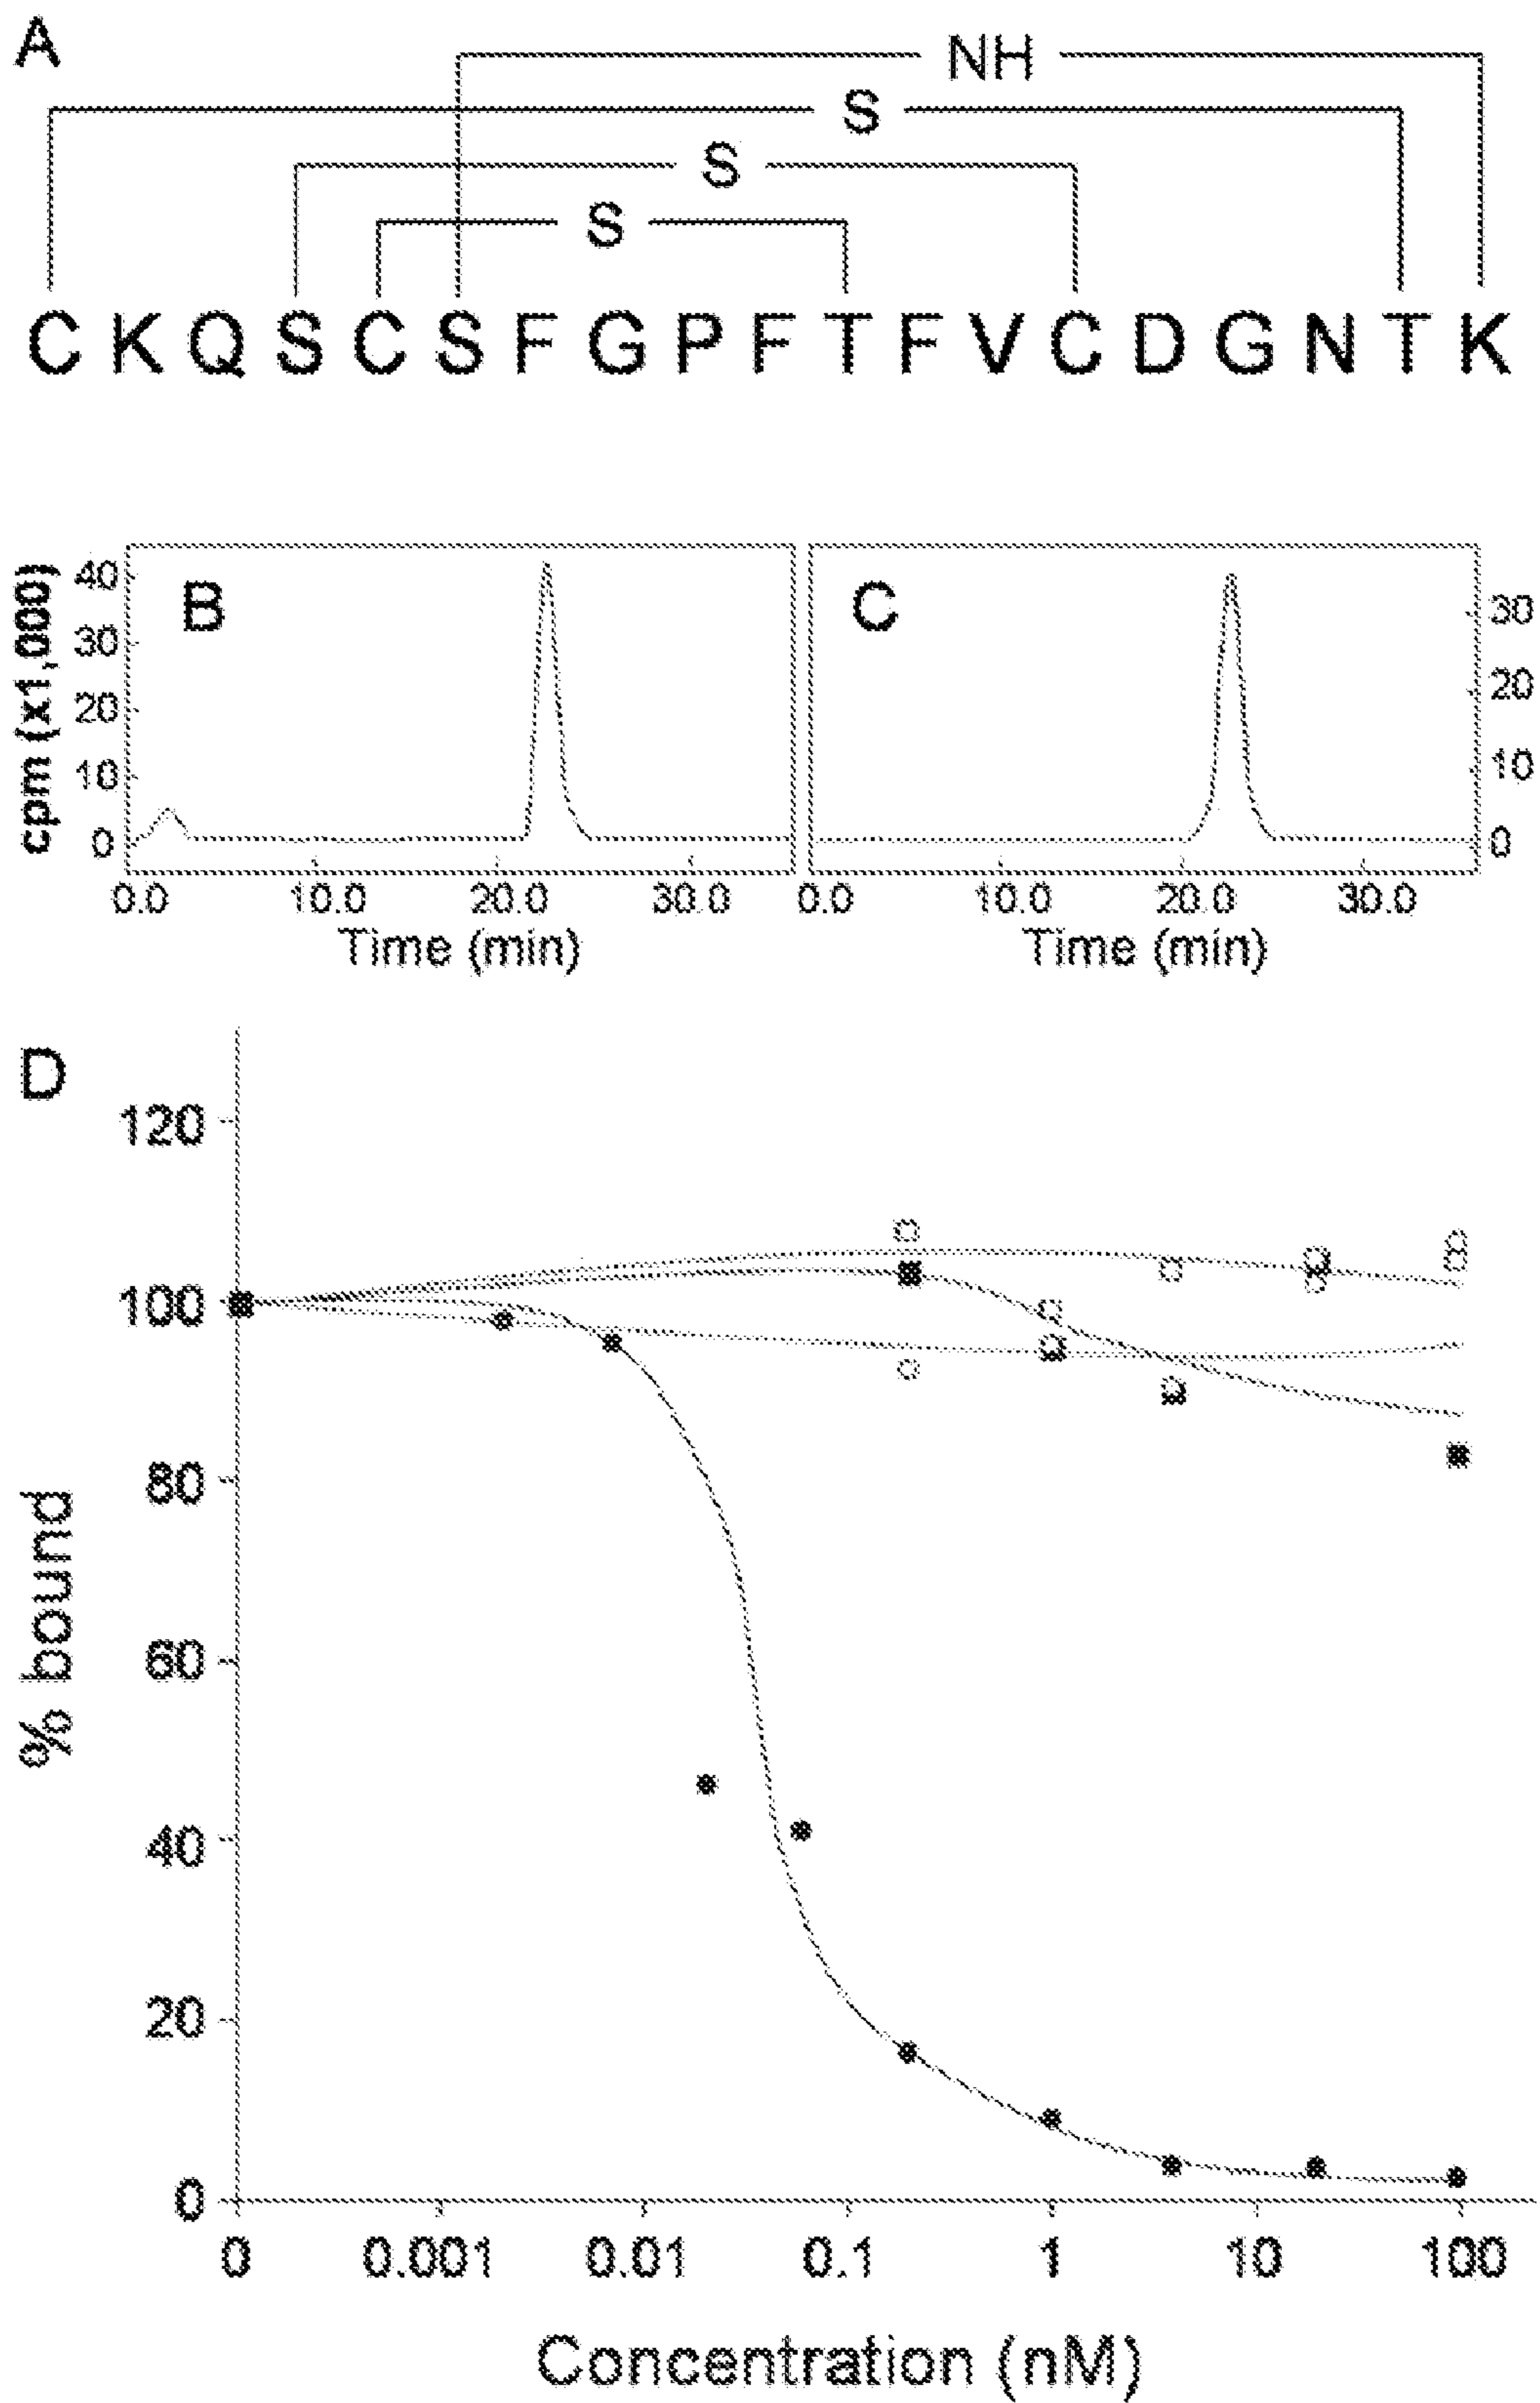 A
NH
S
S
S
C K Q S C S F G P F T F V C D G N T K
cpm (x1,000)
40
30
20
10
0
B
0.0 10.0 20.0 30.0
Time (min)
C
30
20
10
0
0.0 10.0 20.0 30.0
Time (min)
D
% bound
120
100
80
60
40
20
0
0 0.001 0.01 0.1 1 10 100
Concentration (nM)